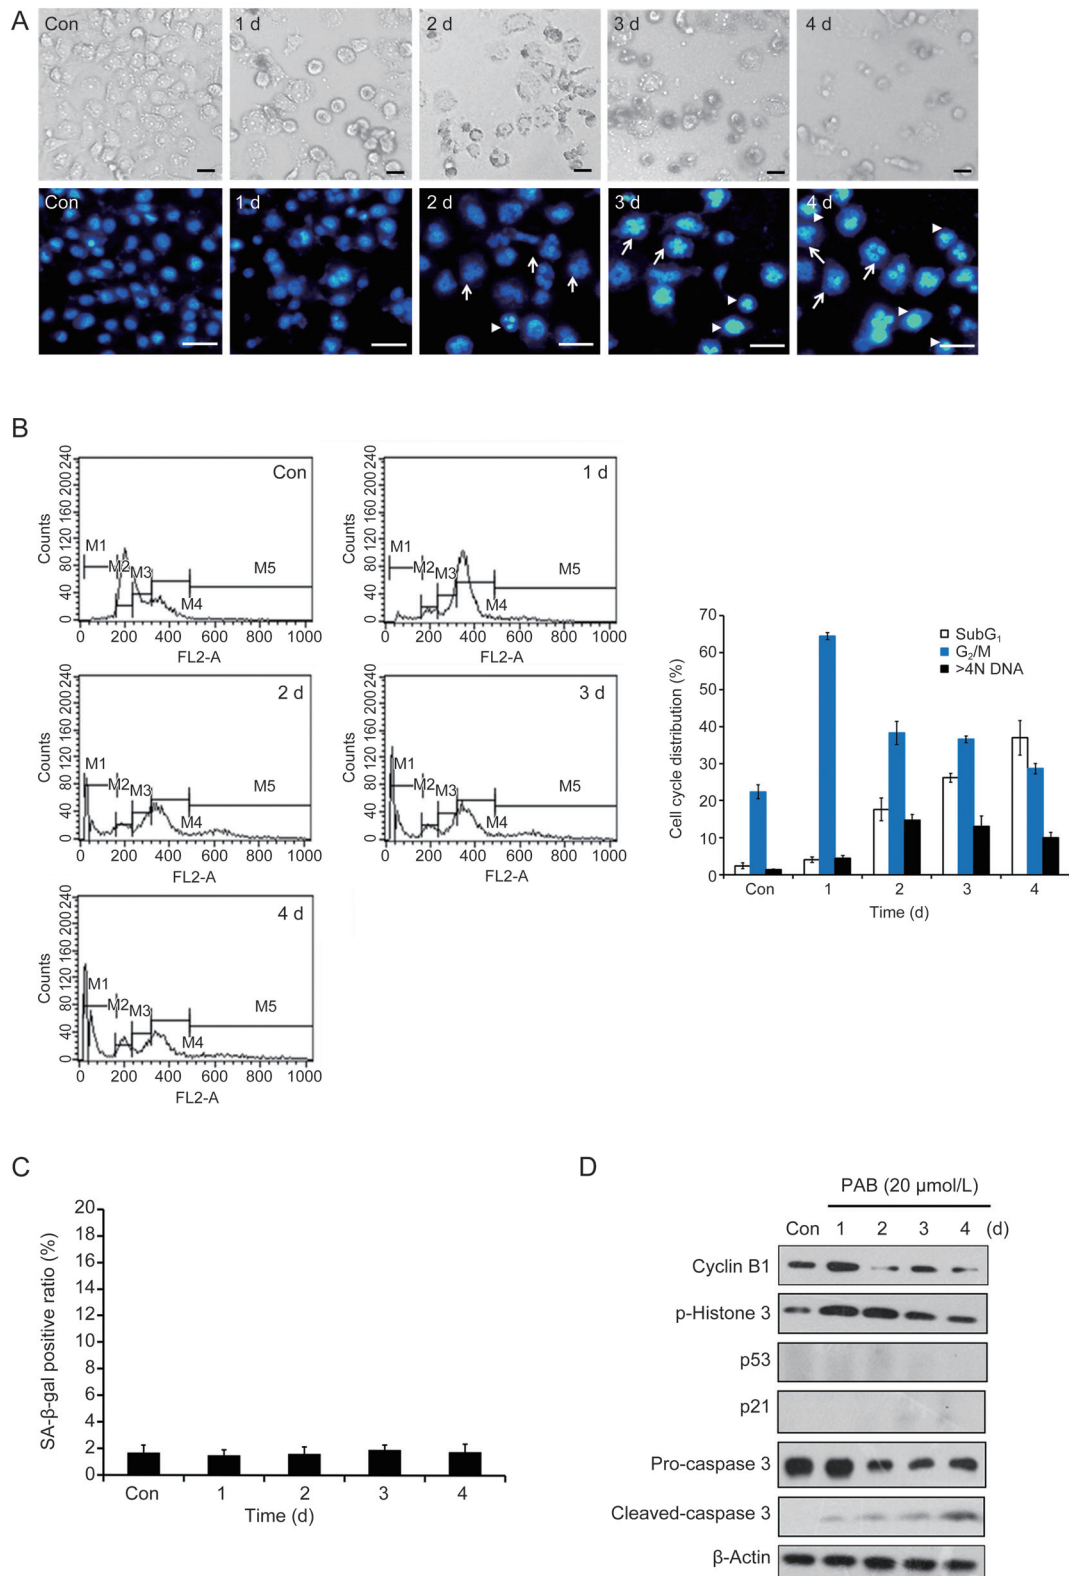 A
Con
1 d
2 d
3 d
4 d
Con
1 d
2 d
3 d
4 d
B
Con
Counts
0 40 80 120 160 200 240
M1
M2
M3
M4
M5
0 200 400 600 800 1000
FL2-A
1 d
Counts
0 40 80 120 160 200 240
M1
M2
M3
M4
M5
0 200 400 600 800 1000
FL2-A
2 d
Counts
0 40 80 120 160 200 240
M1
M2
M3
M4
M5
0 200 400 600 800 1000
FL2-A
3 d
Counts
0 40 80 120 160 200 240
M1
M2
M3
M4
M5
0 200 400 600 800 1000
FL2-A
4 d
Counts
0 40 80 120 160 200 240
M1
M2
M3
M4
M5
0 200 400 600 800 1000
FL2-A
Cell cycle distribution (%)
70
60
50
40
30
20
10
0
SubG₁
G₂/M
>4N DNA
Con 1 2 3 4
Time (d)
C
SA-β-gal positive ratio (%)
20
18
16
14
12
10
8
6
4
2
0
Con 1 2 3 4
Time (d)
D
PAB (20 μmol/L)
Con 1 2 3 4 (d)
Cyclin B1
p-Histone 3
p53
p21
Pro-caspase 3
Cleaved-caspase 3
β-Actin